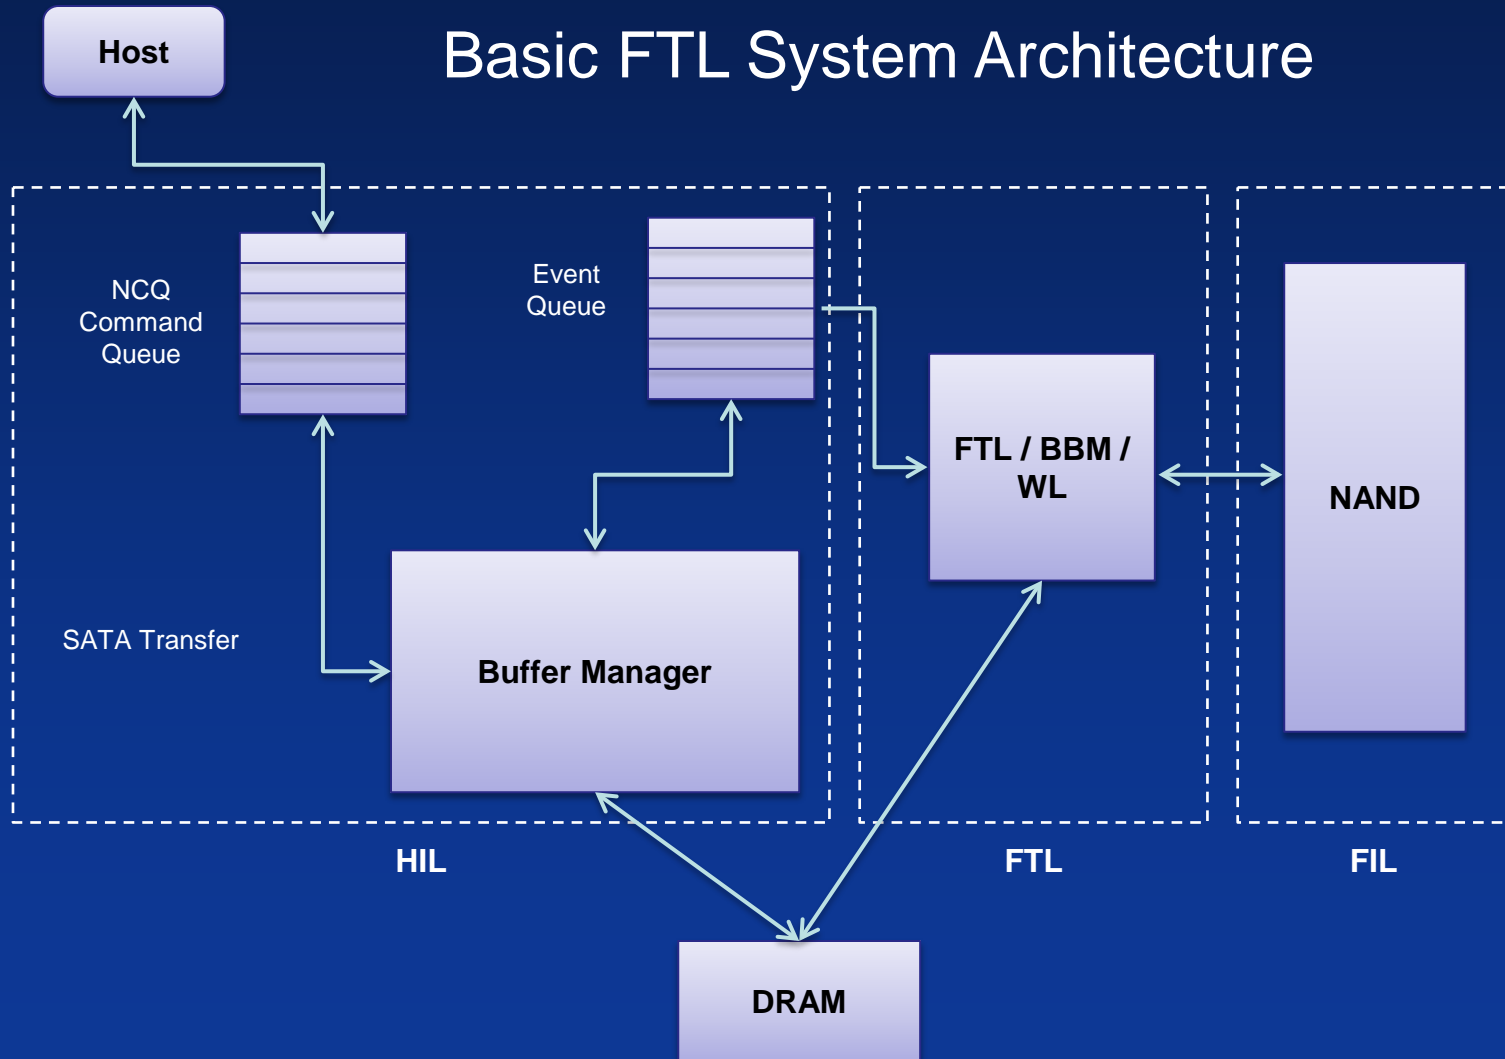 Host
Basic FTL System Architecture
NCQ
Command
Queue
Event
Queue
FTL / BBM /
WL
NAND
SATA Transfer
Buffer Manager
HIL
FTL
FIL
DRAM